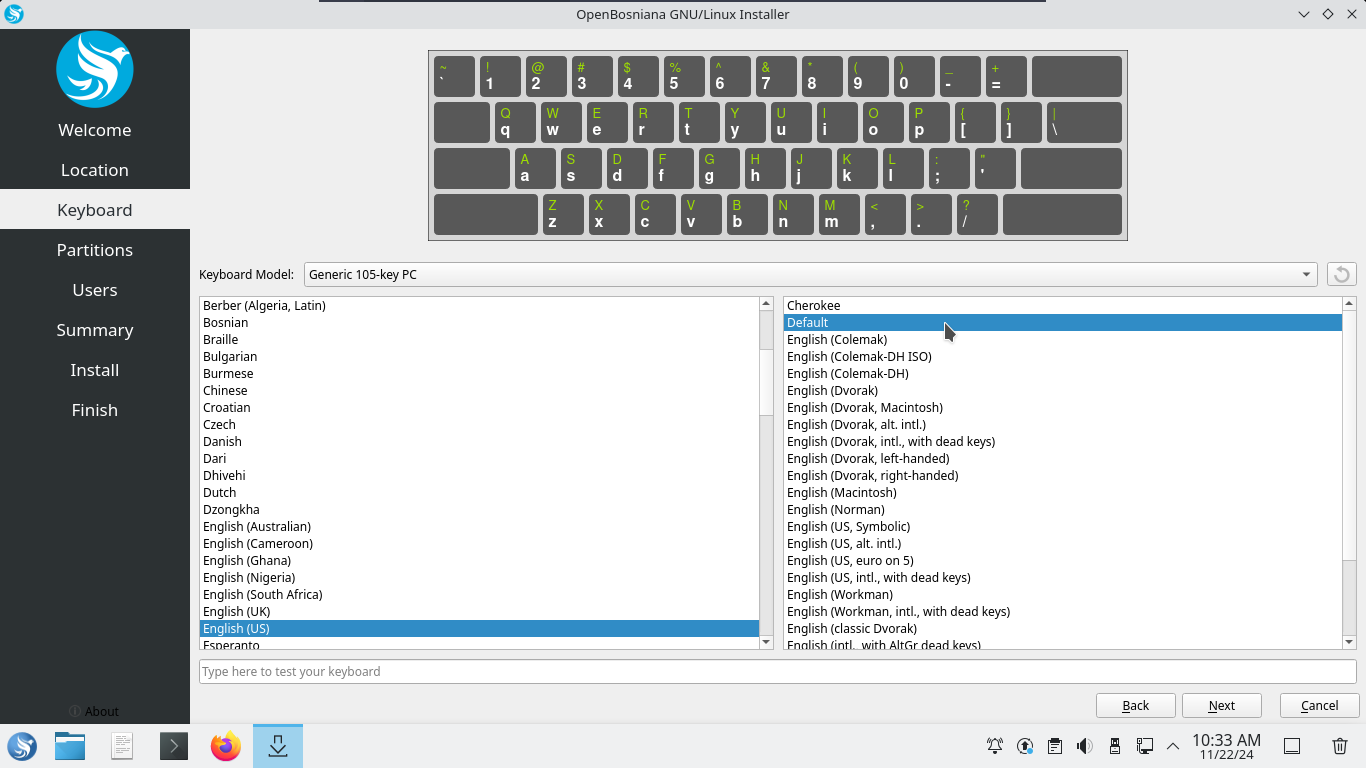 OpenBosniana GNU/Linux Installer
Welcome
Location
Keyboard
Partitions
Users
Summary
Install
Finish
About
~ ! @ # $ % ^ & * ( ) _ +
` 1 2 3 4 5 6 7 8 9 0 - =
Q W E R T Y U I O P { } |
q w e r t y u i o p [ ] \
A S D F G H J K L : "
a s d f g h j k l ; '
Z X C V B N M < > ?
z x c v b n m , . /
Keyboard Model: Generic 105-key PC
Berber (Algeria, Latin)
Bosnian
Braille
Bulgarian
Burmese
Chinese
Croatian
Czech
Danish
Dari
Dhivehi
Dutch
Dzongkha
English (Australian)
English (Cameroon)
English (Ghana)
English (Nigeria)
English (South Africa)
English (UK)
English (US)
Esperanto
Cherokee
Default
English (Colemak)
English (Colemak-DH ISO)
English (Colemak-DH)
English (Dvorak)
English (Dvorak, Macintosh)
English (Dvorak, alt. intl.)
English (Dvorak, intl., with dead keys)
English (Dvorak, left-handed)
English (Dvorak, right-handed)
English (Macintosh)
English (Norman)
English (US, Symbolic)
English (US, alt. intl.)
English (US, euro on 5)
English (US, intl., with dead keys)
English (Workman)
English (Workman, intl., with dead keys)
English (classic Dvorak)
English (intl., with AltGr dead keys)
Type here to test your keyboard
Back Next Cancel
10:33 AM
11/22/24